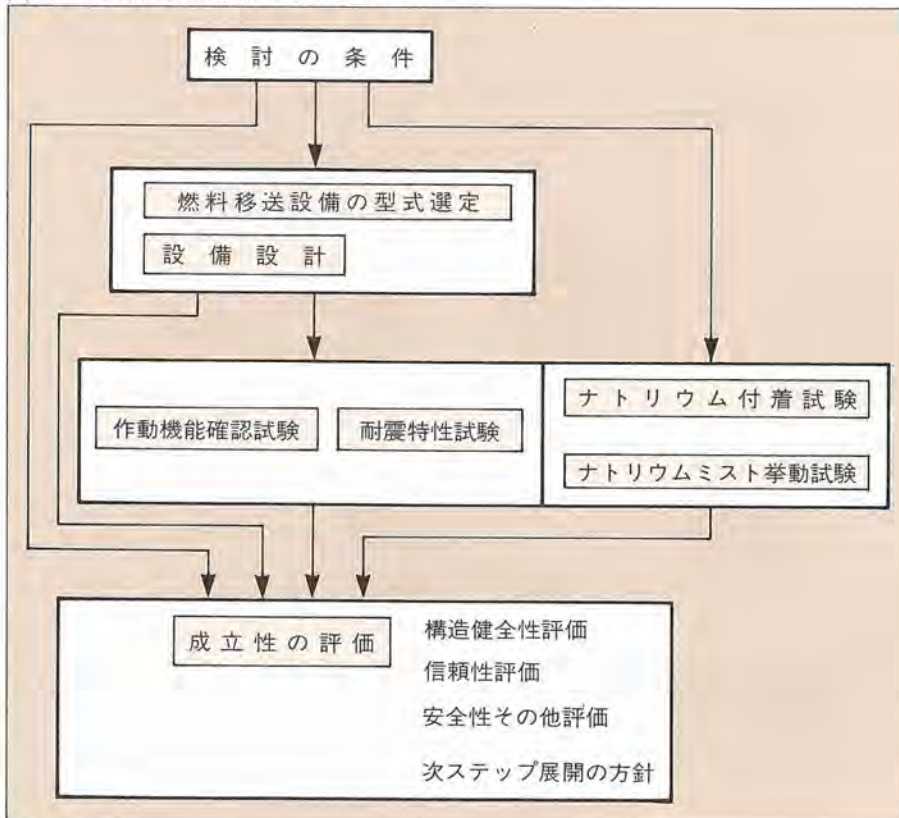 検討の条件
燃料移送設備の型式選定
設備設計
作動機能確認試験
耐震特性試験
ナトリウム付着試験
ナトリウムミスト挙動試験
成立性の評価
構造健全性評価
信頼性評価
安全性その他評価
次ステップ展開の方針